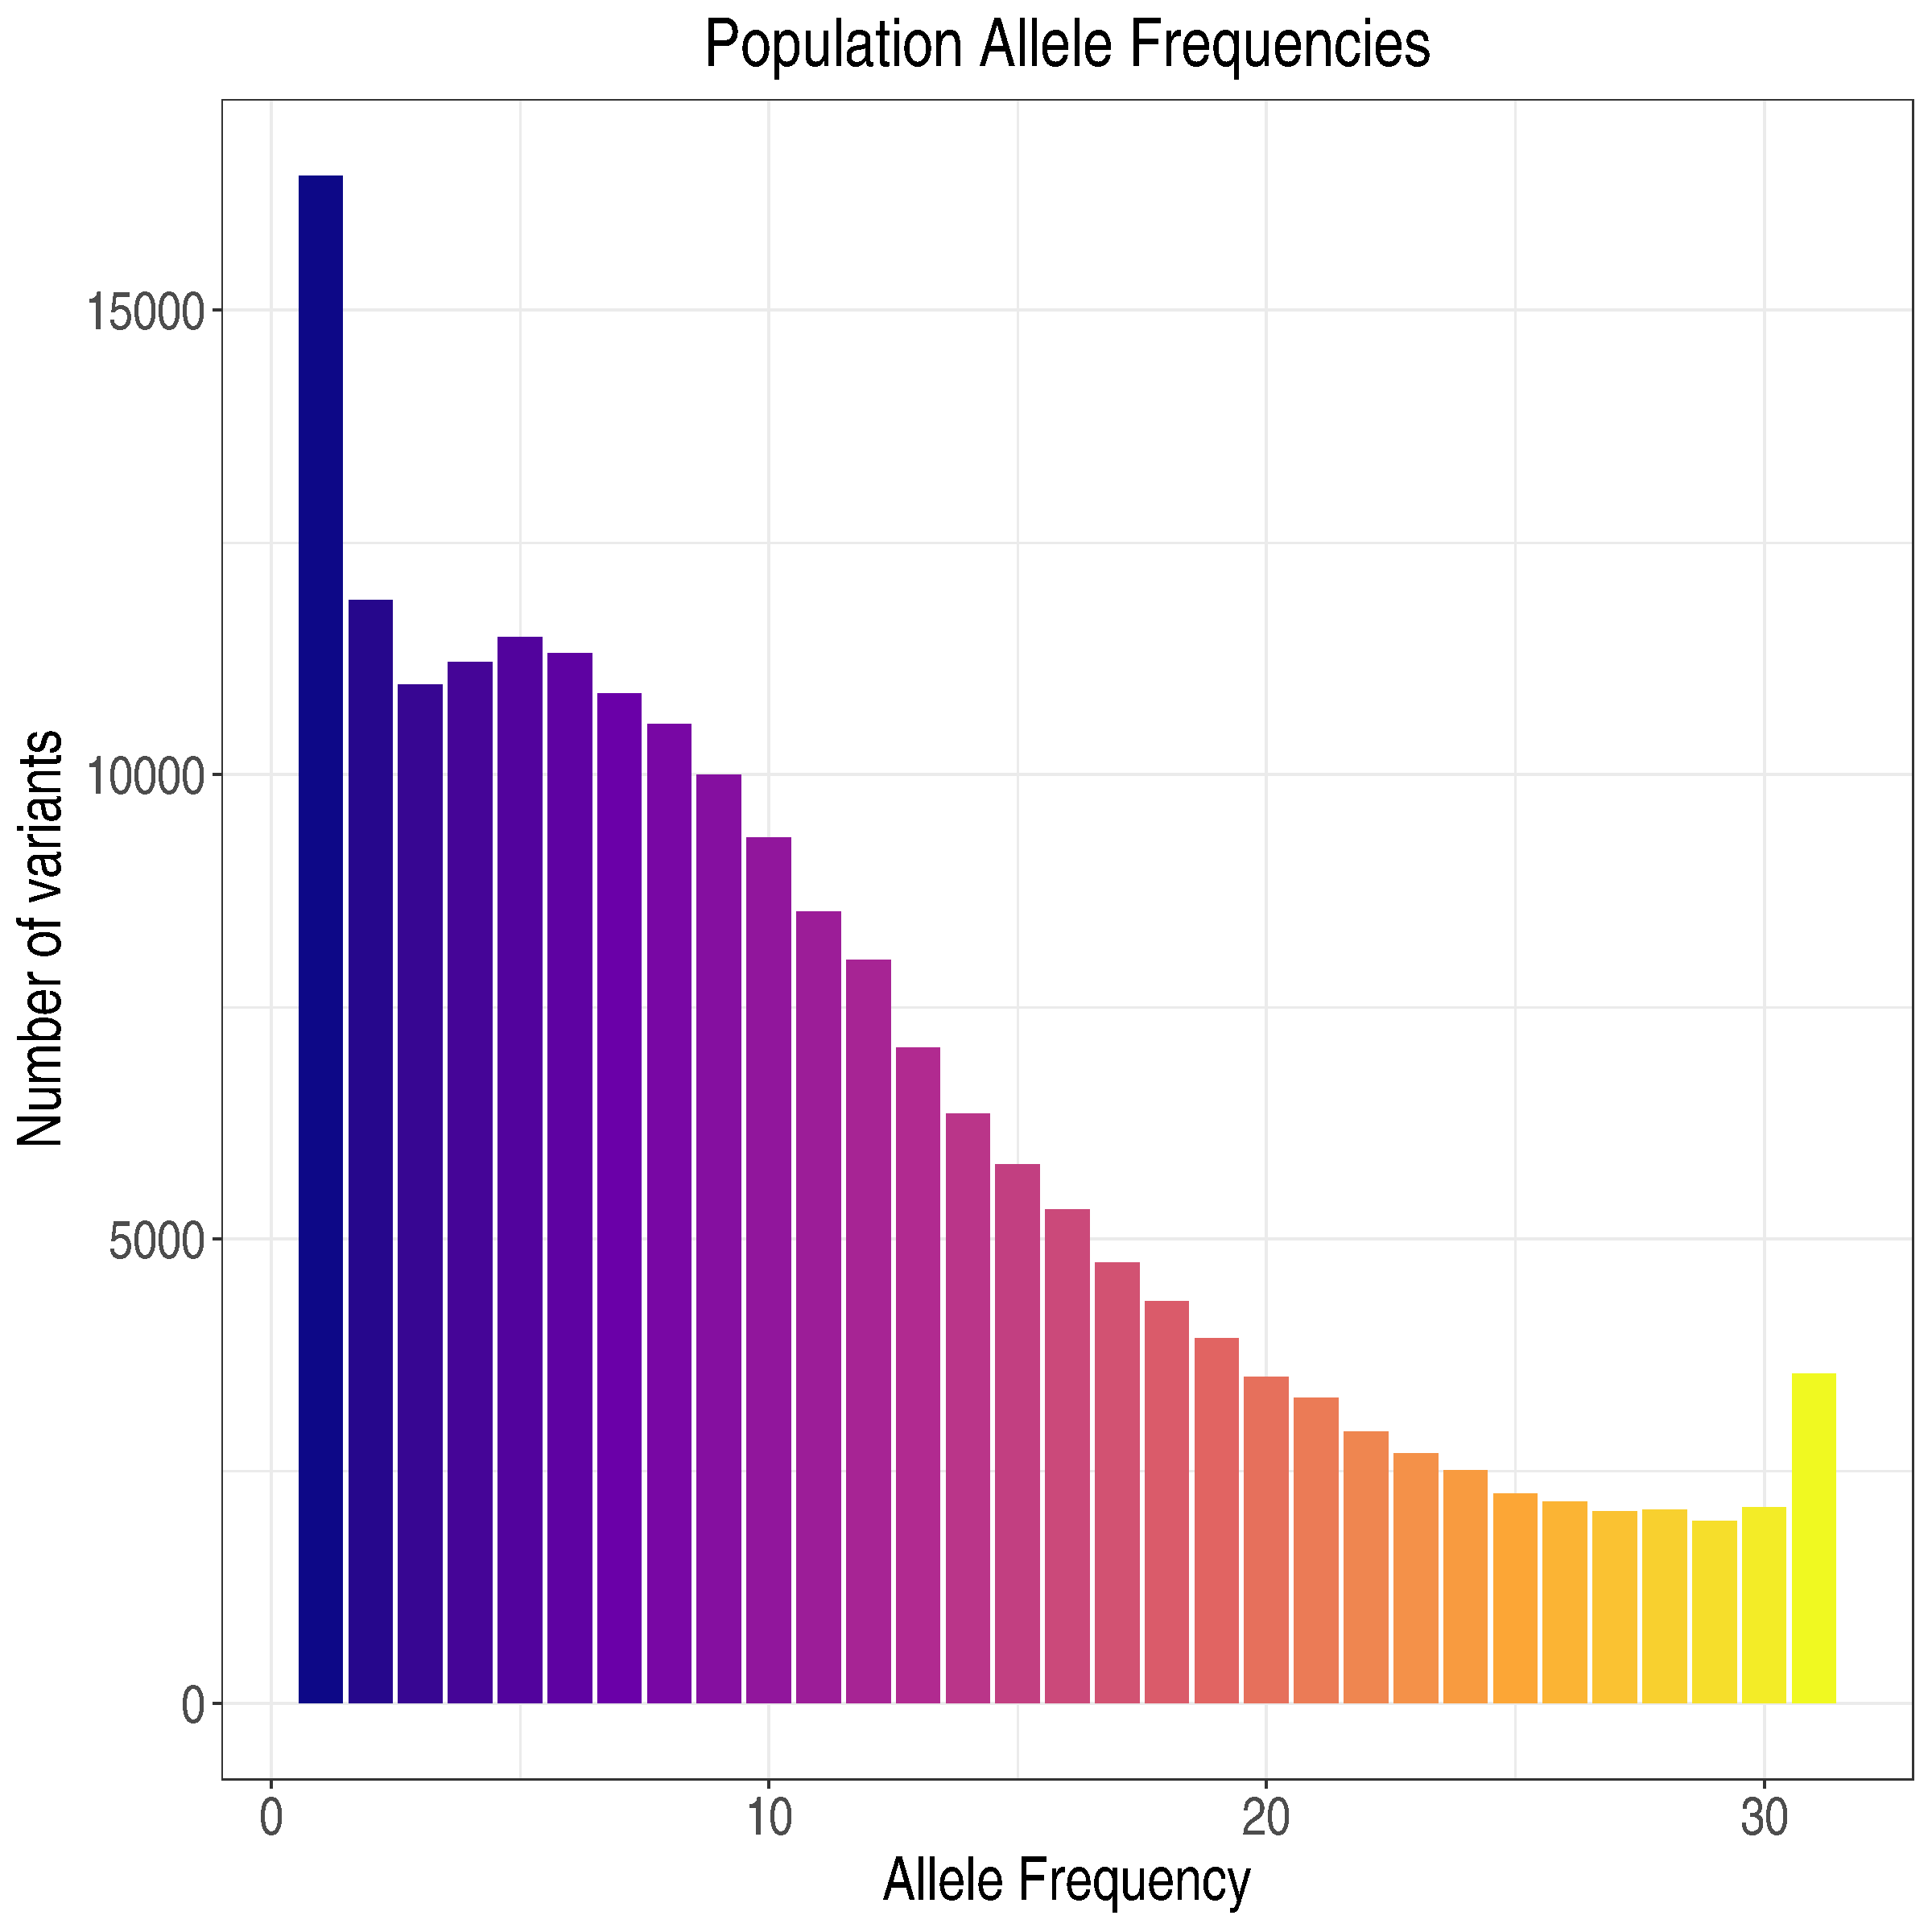 Population Allele Frequencies
15000
10000
5000
0
Number of variants
0 10 20 30
Allele Frequency